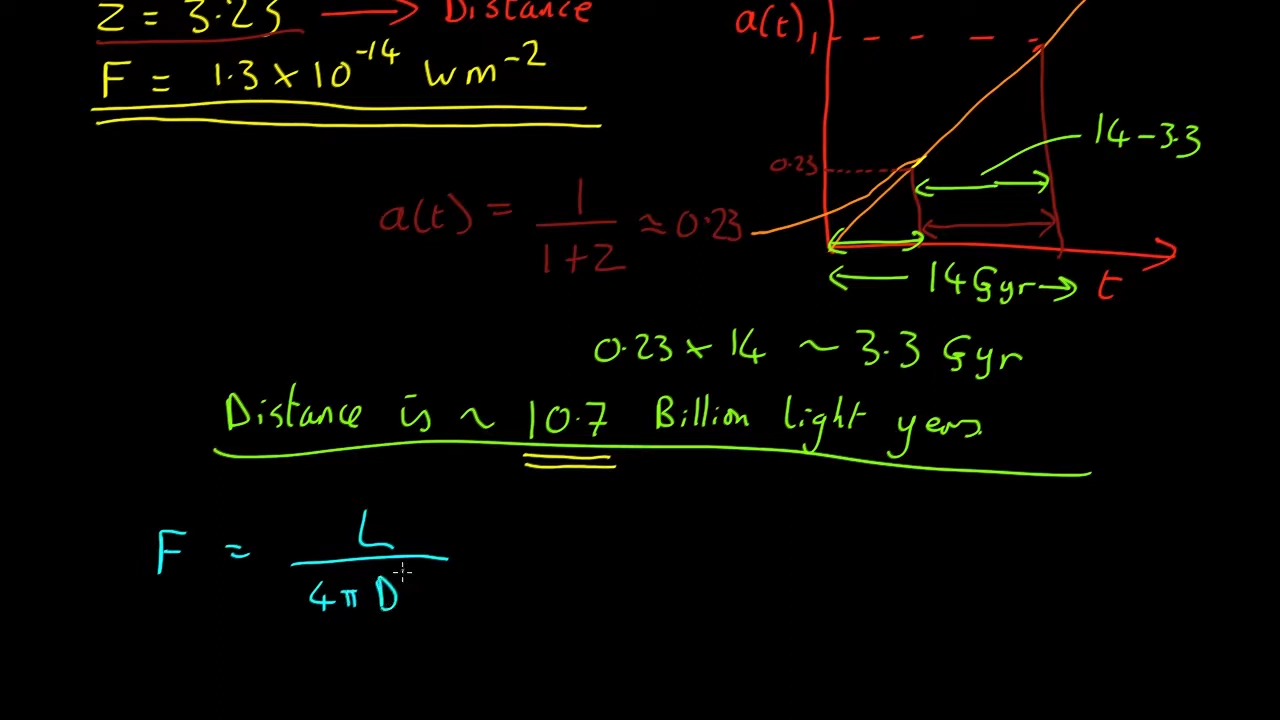 z = 3.23 → Distance
F = 1.3 × 10⁻¹⁴ Wm⁻²
a(t) 1
14 - 3.3
0.23
a(t) = 1/(1+z) ≈ 0.23
14 Gyr t
0.23 × 14 ~ 3.3 Gyr
Distance is ~ 10.7 Billion light years
F = L/(4π D